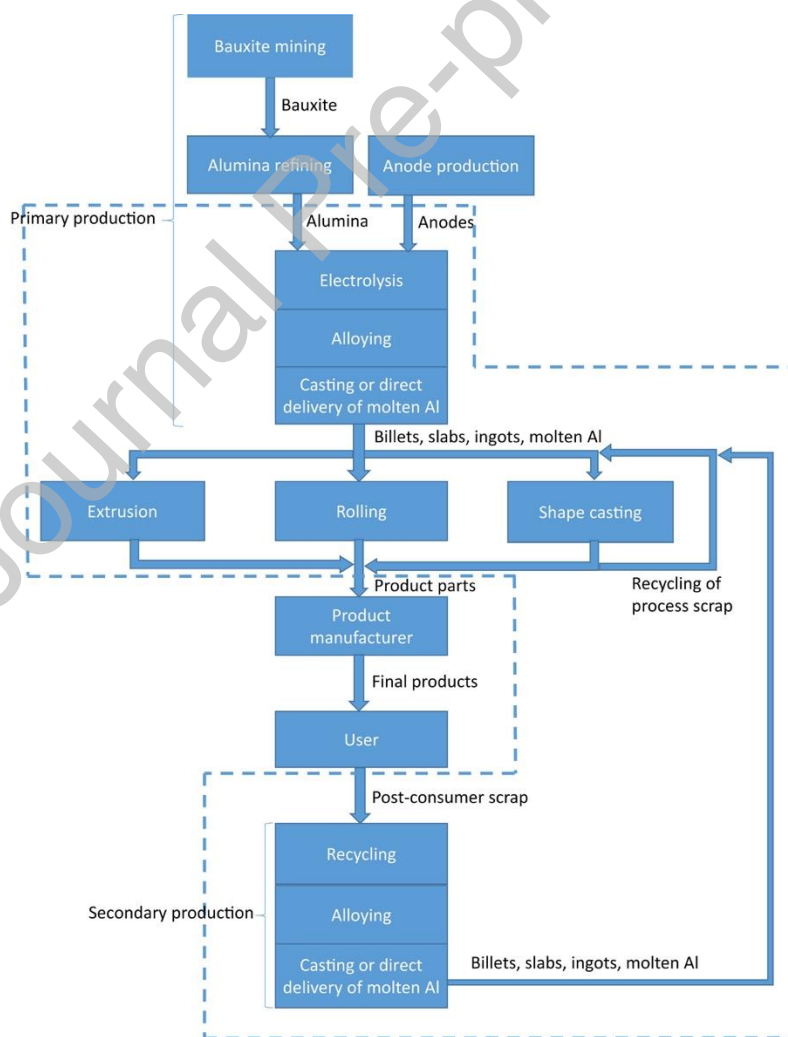 Bauxite mining
Bauxite
Alumina refining
Anode production
Primary production
Alumina
Anodes
Electrolysis
Alloying
Casting or direct
delivery of molten Al
Billets, slabs, ingots, molten Al
Extrusion
Rolling
Shape casting
Product parts
Recycling of
process scrap
Product
manufacturer
Final products
User
Post-consumer scrap
Recycling
Secondary production
Alloying
Casting or direct
delivery of molten Al
Billets, slabs, ingots, molten Al
Journal Pre-pr